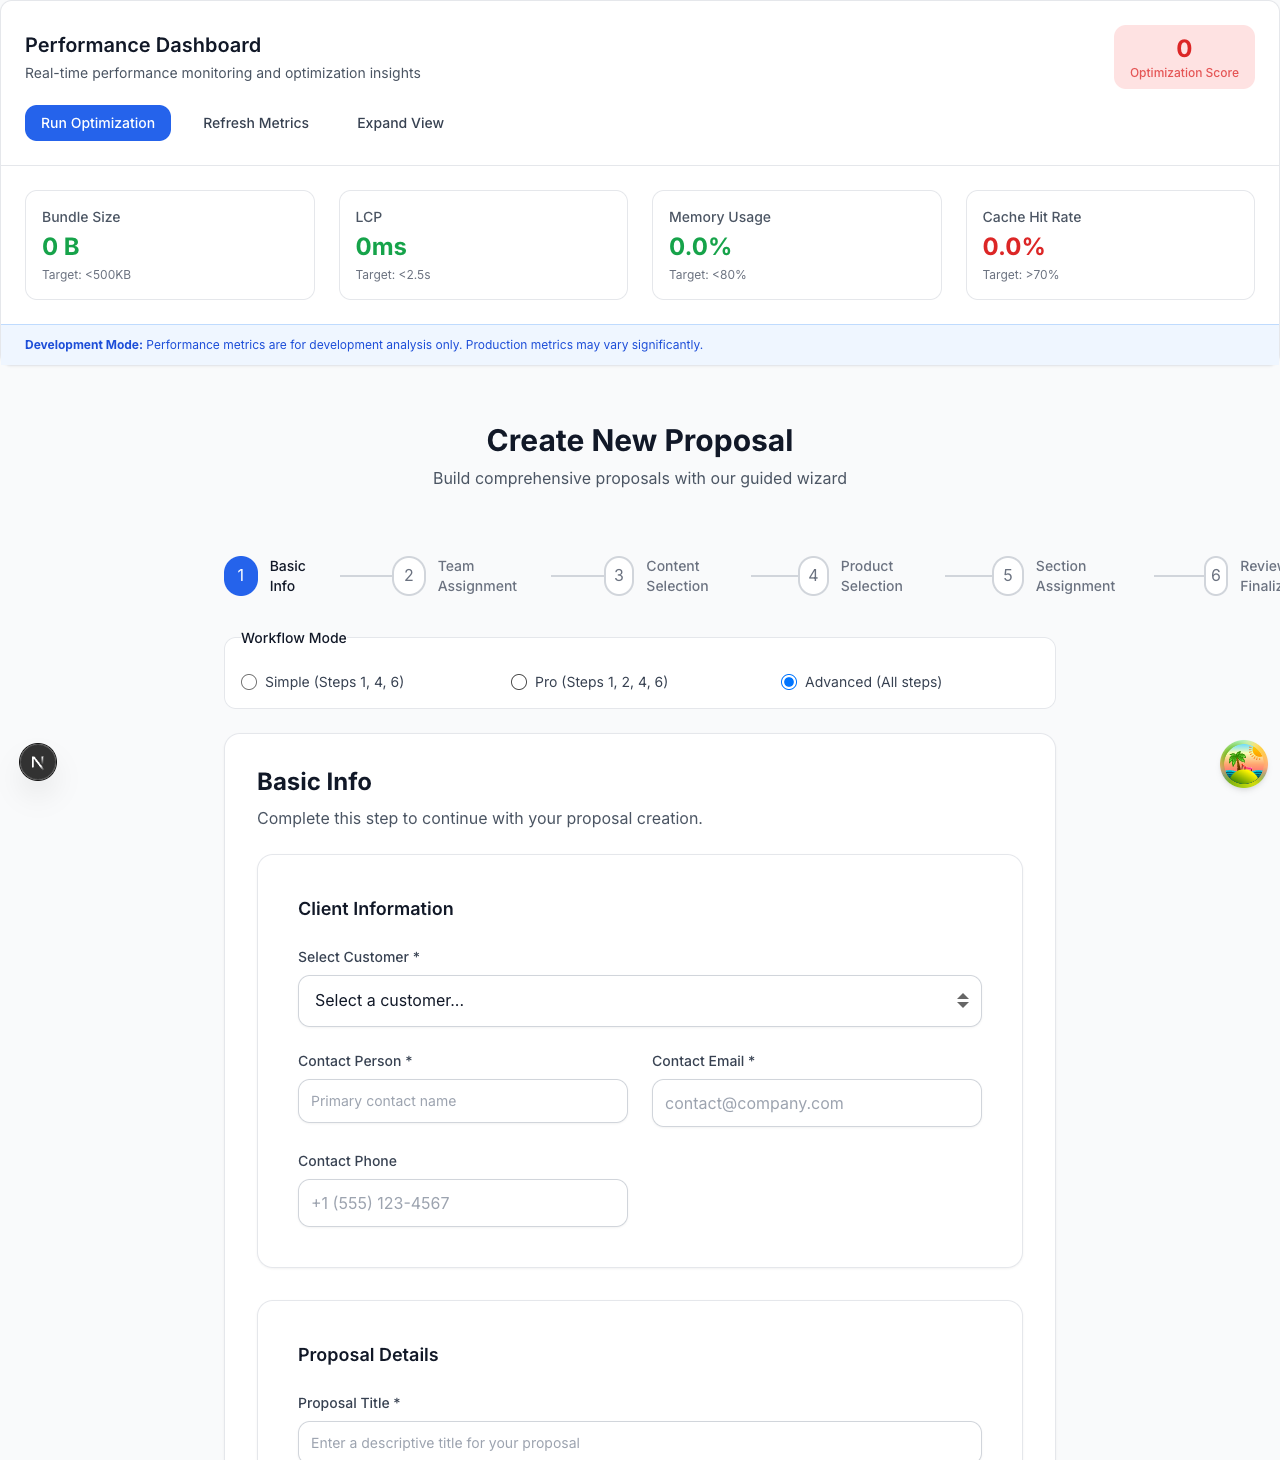 Performance Dashboard
Real-time performance monitoring and optimization insights
0
Optimization Score
Run Optimization
Refresh Metrics
Expand View
Bundle Size
0 B
Target: <500KB
LCP
0ms
Target: <2.5s
Memory Usage
0.0%
Target: <80%
Cache Hit Rate
0.0%
Target: >70%
Development Mode: Performance metrics are for development analysis only. Production metrics may vary significantly.
Create New Proposal
Build comprehensive proposals with our guided wizard
1
Basic
Info
2
Team
Assignment
3
Content
Selection
4
Product
Selection
5
Section
Assignment
6
Workflow Mode
Simple (Steps 1, 4, 6)
Pro (Steps 1, 2, 4, 6)
Advanced (All steps)
N
Basic Info
Complete this step to continue with your proposal creation.
Client Information
Select Customer *
Select a customer...
Contact Person *
Primary contact name
Contact Email *
contact@company.com
Contact Phone
+1 (555) 123-4567
Proposal Details
Proposal Title *
Enter a descriptive title for your proposal